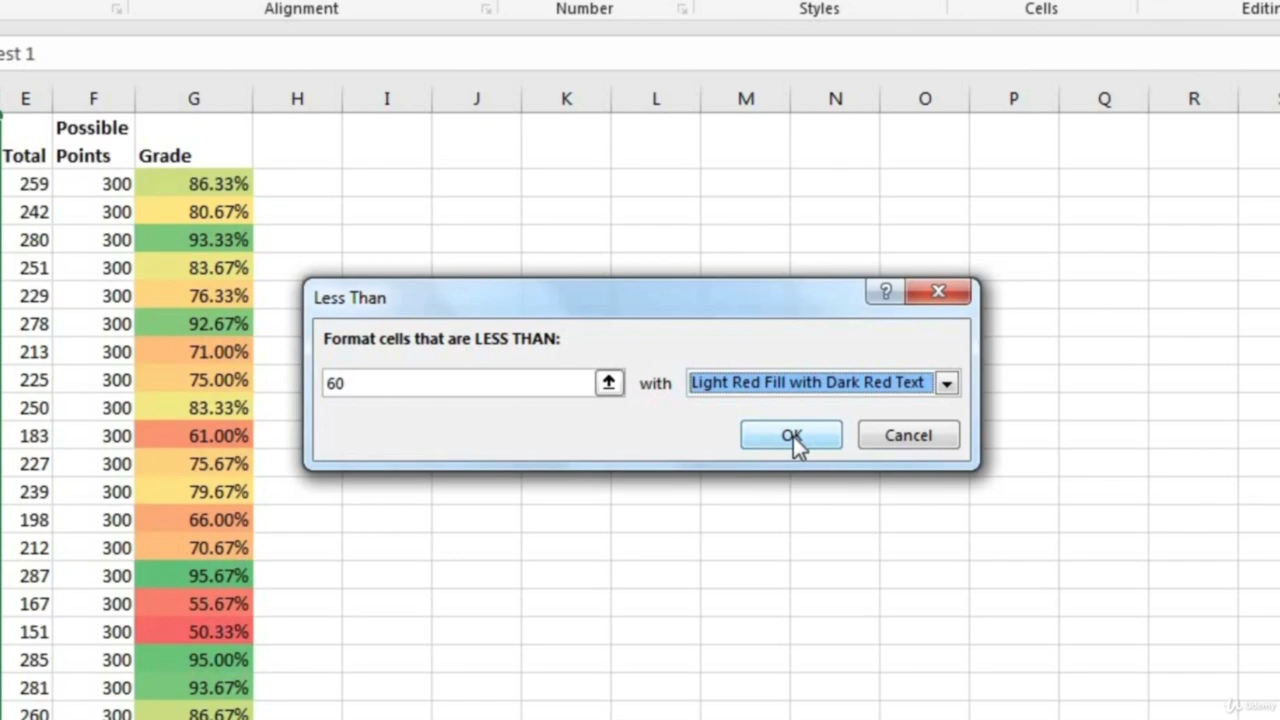 Alignment Number Styles Cells Editin
est 1
E F G H I J K L M N O P Q R
Possible
Total Points Grade
259 300 86.33%
242 300 80.67%
280 300 93.33%
251 300 83.67%
229 300 76.33%
278 300 92.67%
213 300 71.00%
225 300 75.00%
250 300 83.33%
183 300 61.00%
227 300 75.67%
239 300 79.67%
198 300 66.00%
212 300 70.67%
287 300 95.67%
167 300 55.67%
151 300 50.33%
285 300 95.00%
281 300 93.67%
260 300 86.67%
Less Than
?
Format cells that are LESS THAN:
60 with Light Red Fill with Dark Red Text
OK Cancel
Udemy